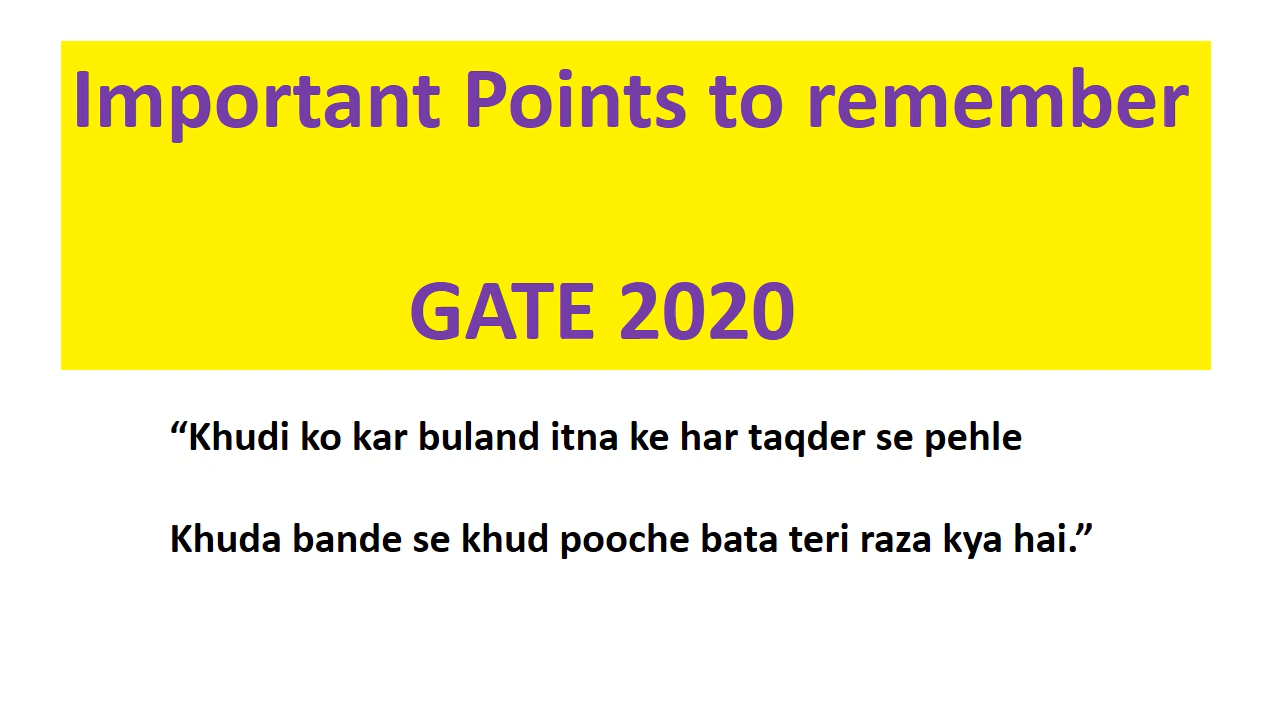 Important Points to remember
GATE 2020
“Khudi ko kar buland itna ke har taqder se pehle
Khuda bande se khud pooche bata teri raza kya hai.”